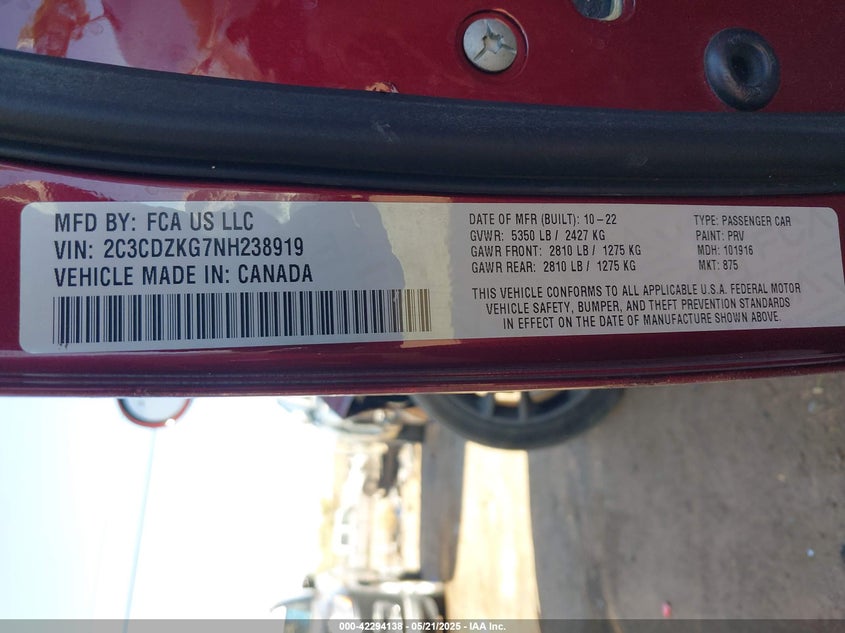 MFD BY: FCA US LLC
VIN: 2C3CDZKG7NH238919
VEHICLE MADE IN: CANADA
DATE OF MFR (BUILT): 10-22
GVWR: 5350 LB / 2427 KG
GAWR FRONT: 2810 LB / 1275 KG
GAWR REAR: 2810 LB / 1275 KG
TYPE: PASSENGER CAR
PAINT: PRV
MDH: 101916
MKT: 875
THIS VEHICLE CONFORMS TO ALL APPLICABLE U.S.A. FEDERAL MOTOR
VEHICLE SAFETY, BUMPER, AND THEFT PREVENTION STANDARDS
IN EFFECT ON THE DATE OF MANUFACTURE SHOWN ABOVE.
000-42294138 - 05/21/2025 - IAA Inc.